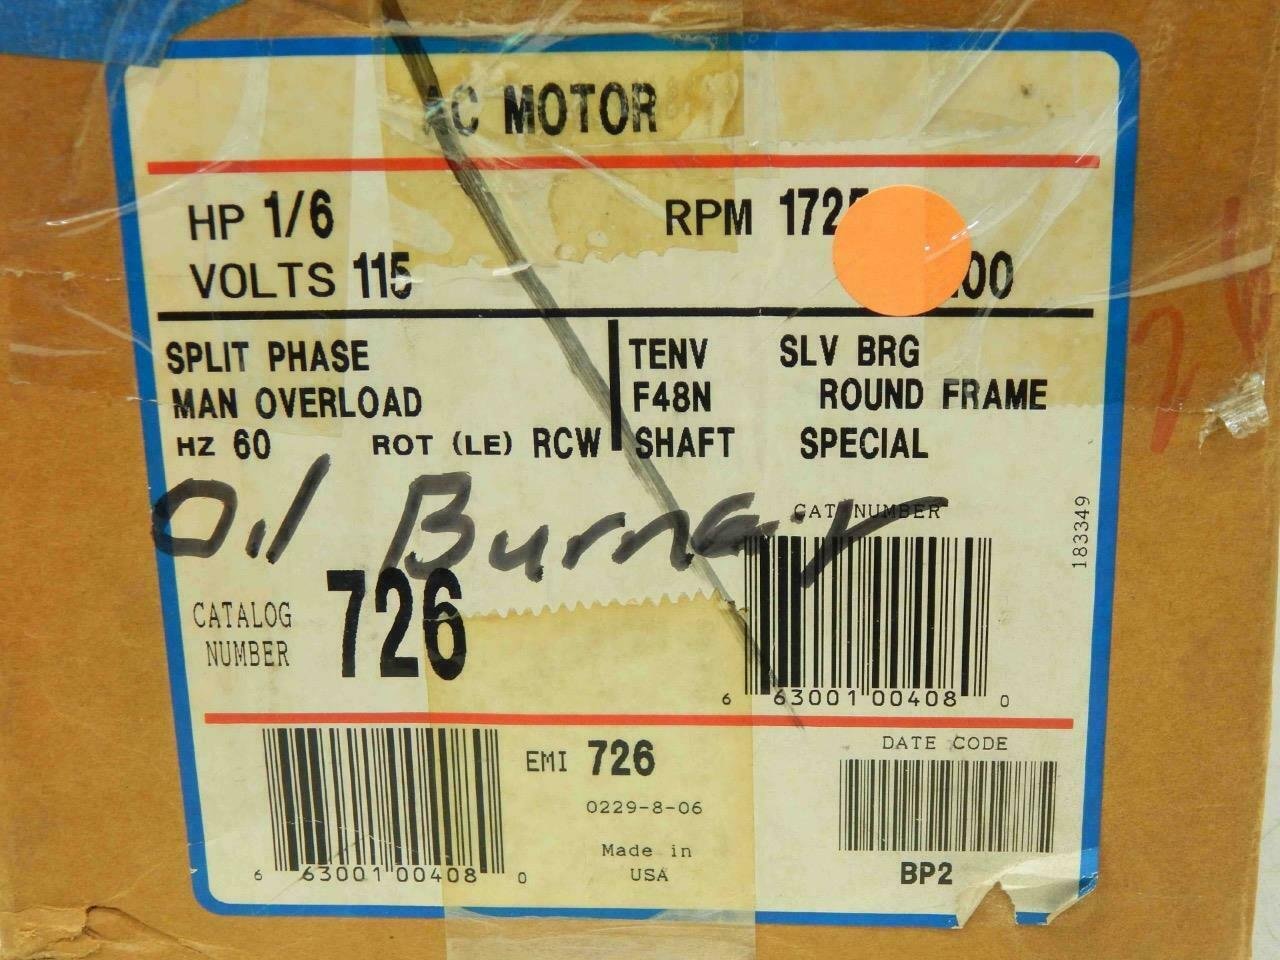 AC MOTOR
HP 1/6 RPM 1725
VOLTS 115 .00
SPLIT PHASE TENV SLV BRG
MAN OVERLOAD F48N ROUND FRAME
HZ 60 ROT (LE) RCW SHAFT SPECIAL
Oil Burner
CAT NUMBER
183349
CATALOG
NUMBER 726
6 63001 00408 0
EMI 726
DATE CODE
0229-8-06
Made in
USA
6 63001 00408 0
BP2